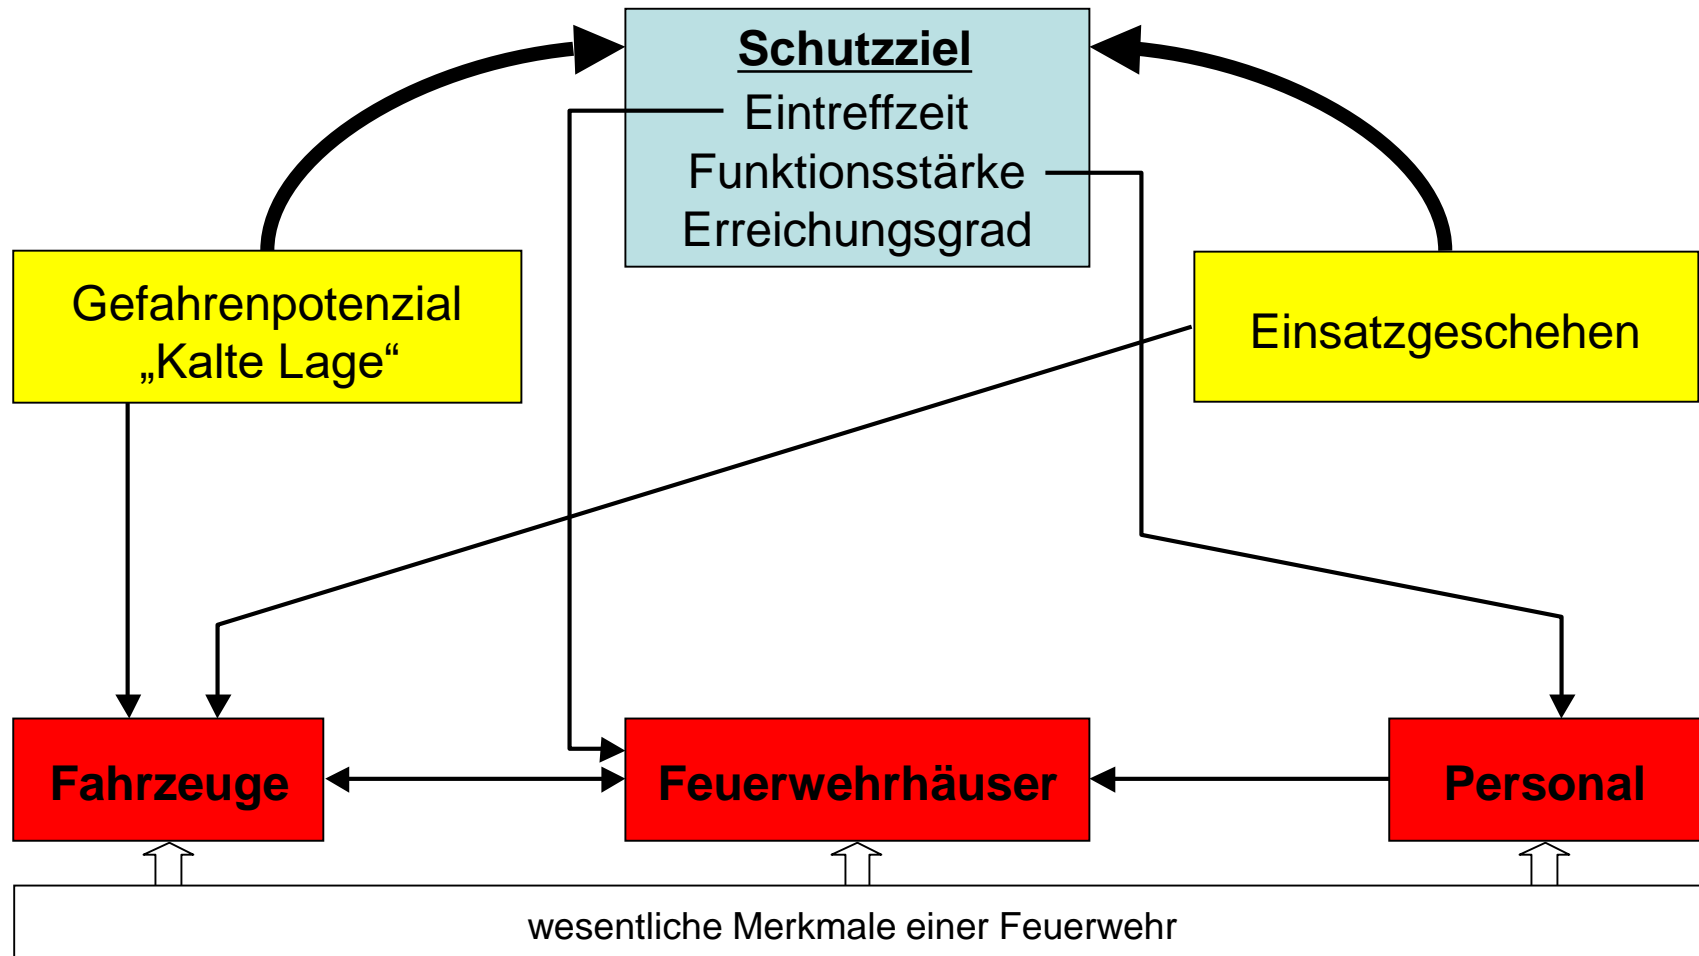 Schutzziel
Eintreffzeit
Funktionsstärke
Erreichungsgrad
Gefahrenpotenzial
„Kalte Lage“
Einsatzgeschehen
Fahrzeuge
Feuerwehrhäuser
Personal
wesentliche Merkmale einer Feuerwehr